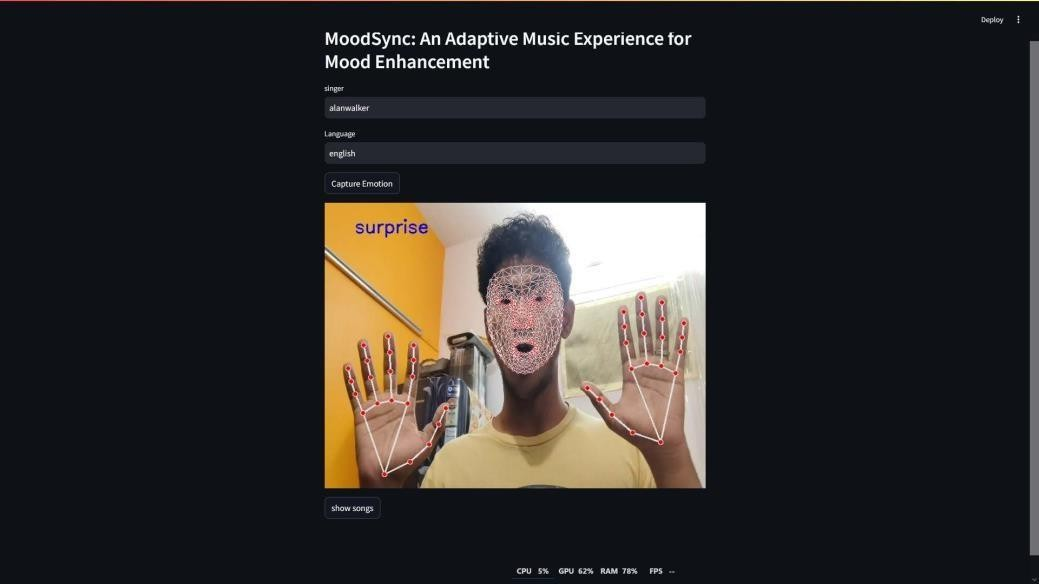 Deploy
MoodSync: An Adaptive Music Experience for
Mood Enhancement
singer
alanwalker
Language
english
Capture Emotion
surprise
show songs
CPU 5% GPU 62% RAM 78% FPS --